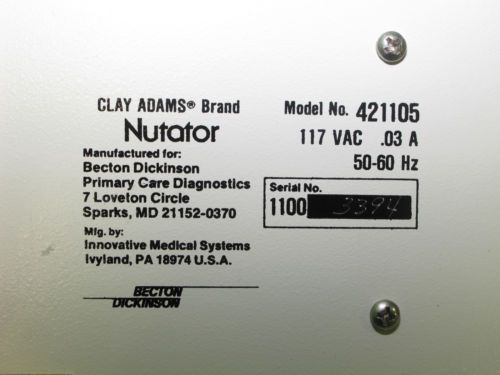 CLAY ADAMS® Brand
Nutator
Manufactured for:
Becton Dickinson
Primary Care Diagnostics
7 Loveton Circle
Sparks, MD 21152-0370
Mfg. by:
Innovative Medical Systems
Ivyland, PA 18974 U.S.A.
BECTON
DICKINSON
Model No. 421105
117 VAC .03 A
50-60 Hz
Serial No.
1100 3394